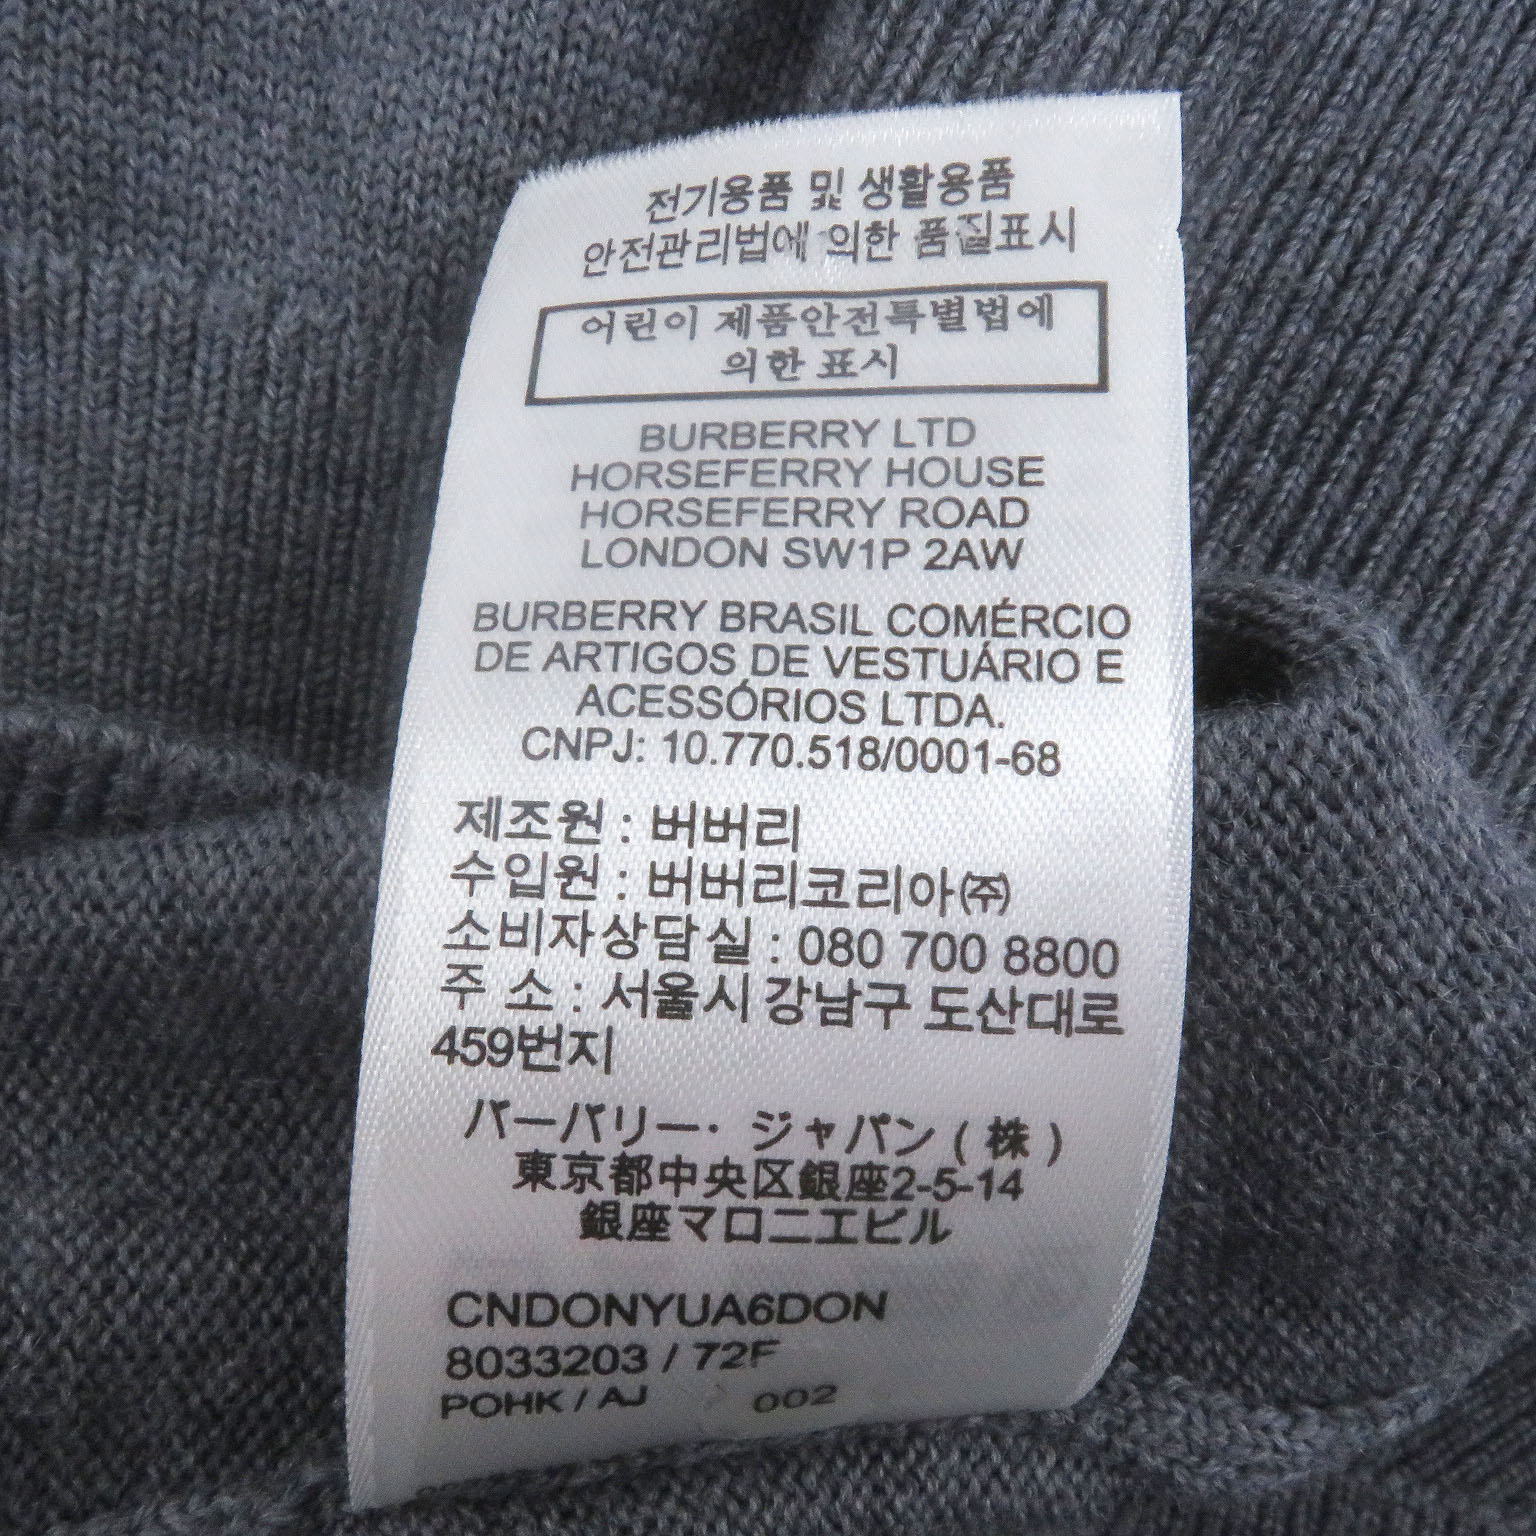 전기용품 및 생활용품
안전관리법에 의한 품질표시
어린이 제품안전특별법에
의한 표시
BURBERRY LTD
HORSEFERRY HOUSE
HORSEFERRY ROAD
LONDON SW1P 2AW
BURBERRY BRASIL COMÉRCIO
DE ARTIGOS DE VESTUÁRIO E
ACESSÓRIOS LTDA.
CNPJ: 10.770.518/0001-68
제조원 : 버버리
수입원 : 버버리코리아㈜
소비자상담실 : 080 700 8800
주 소 : 서울시 강남구 도산대로
459번지
バーバリー・ジャパン ( 株 )
東京都中央区銀座2-5-14
銀座マロニエビル
CNDONYUA6DON
8033203 / 72F
POHK / AJ 002